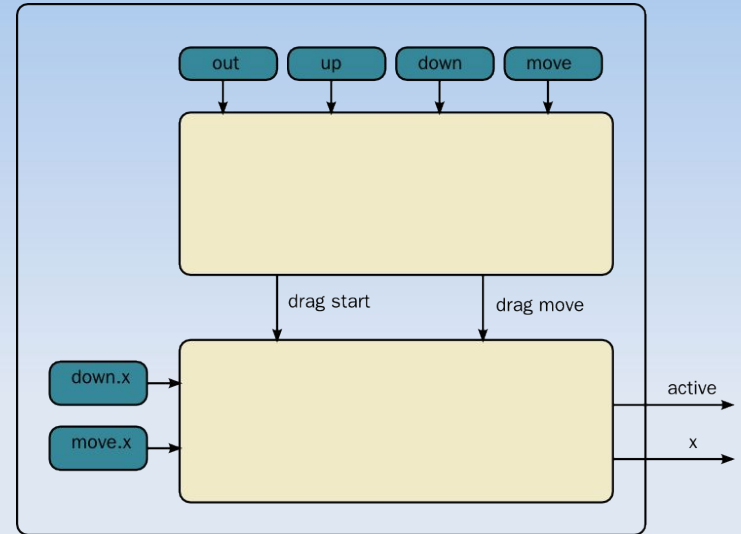 out
up
down
move
drag start
drag move
down.x
active
move.x
x